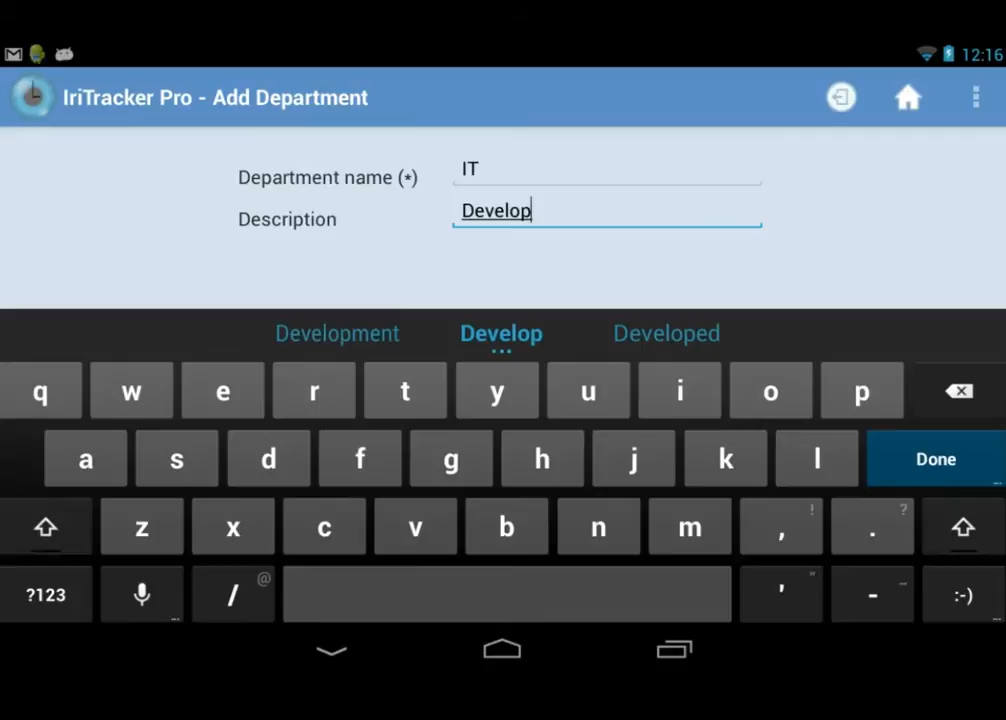 12:16
IriTracker Pro - Add Department
Department name (*) IT
Description Develop
Development Develop Developed
q w e r t y u i o p
a s d f g h j k l Done
z x c v b n m , ! . ?
?123 / @ ' " - _ :-)